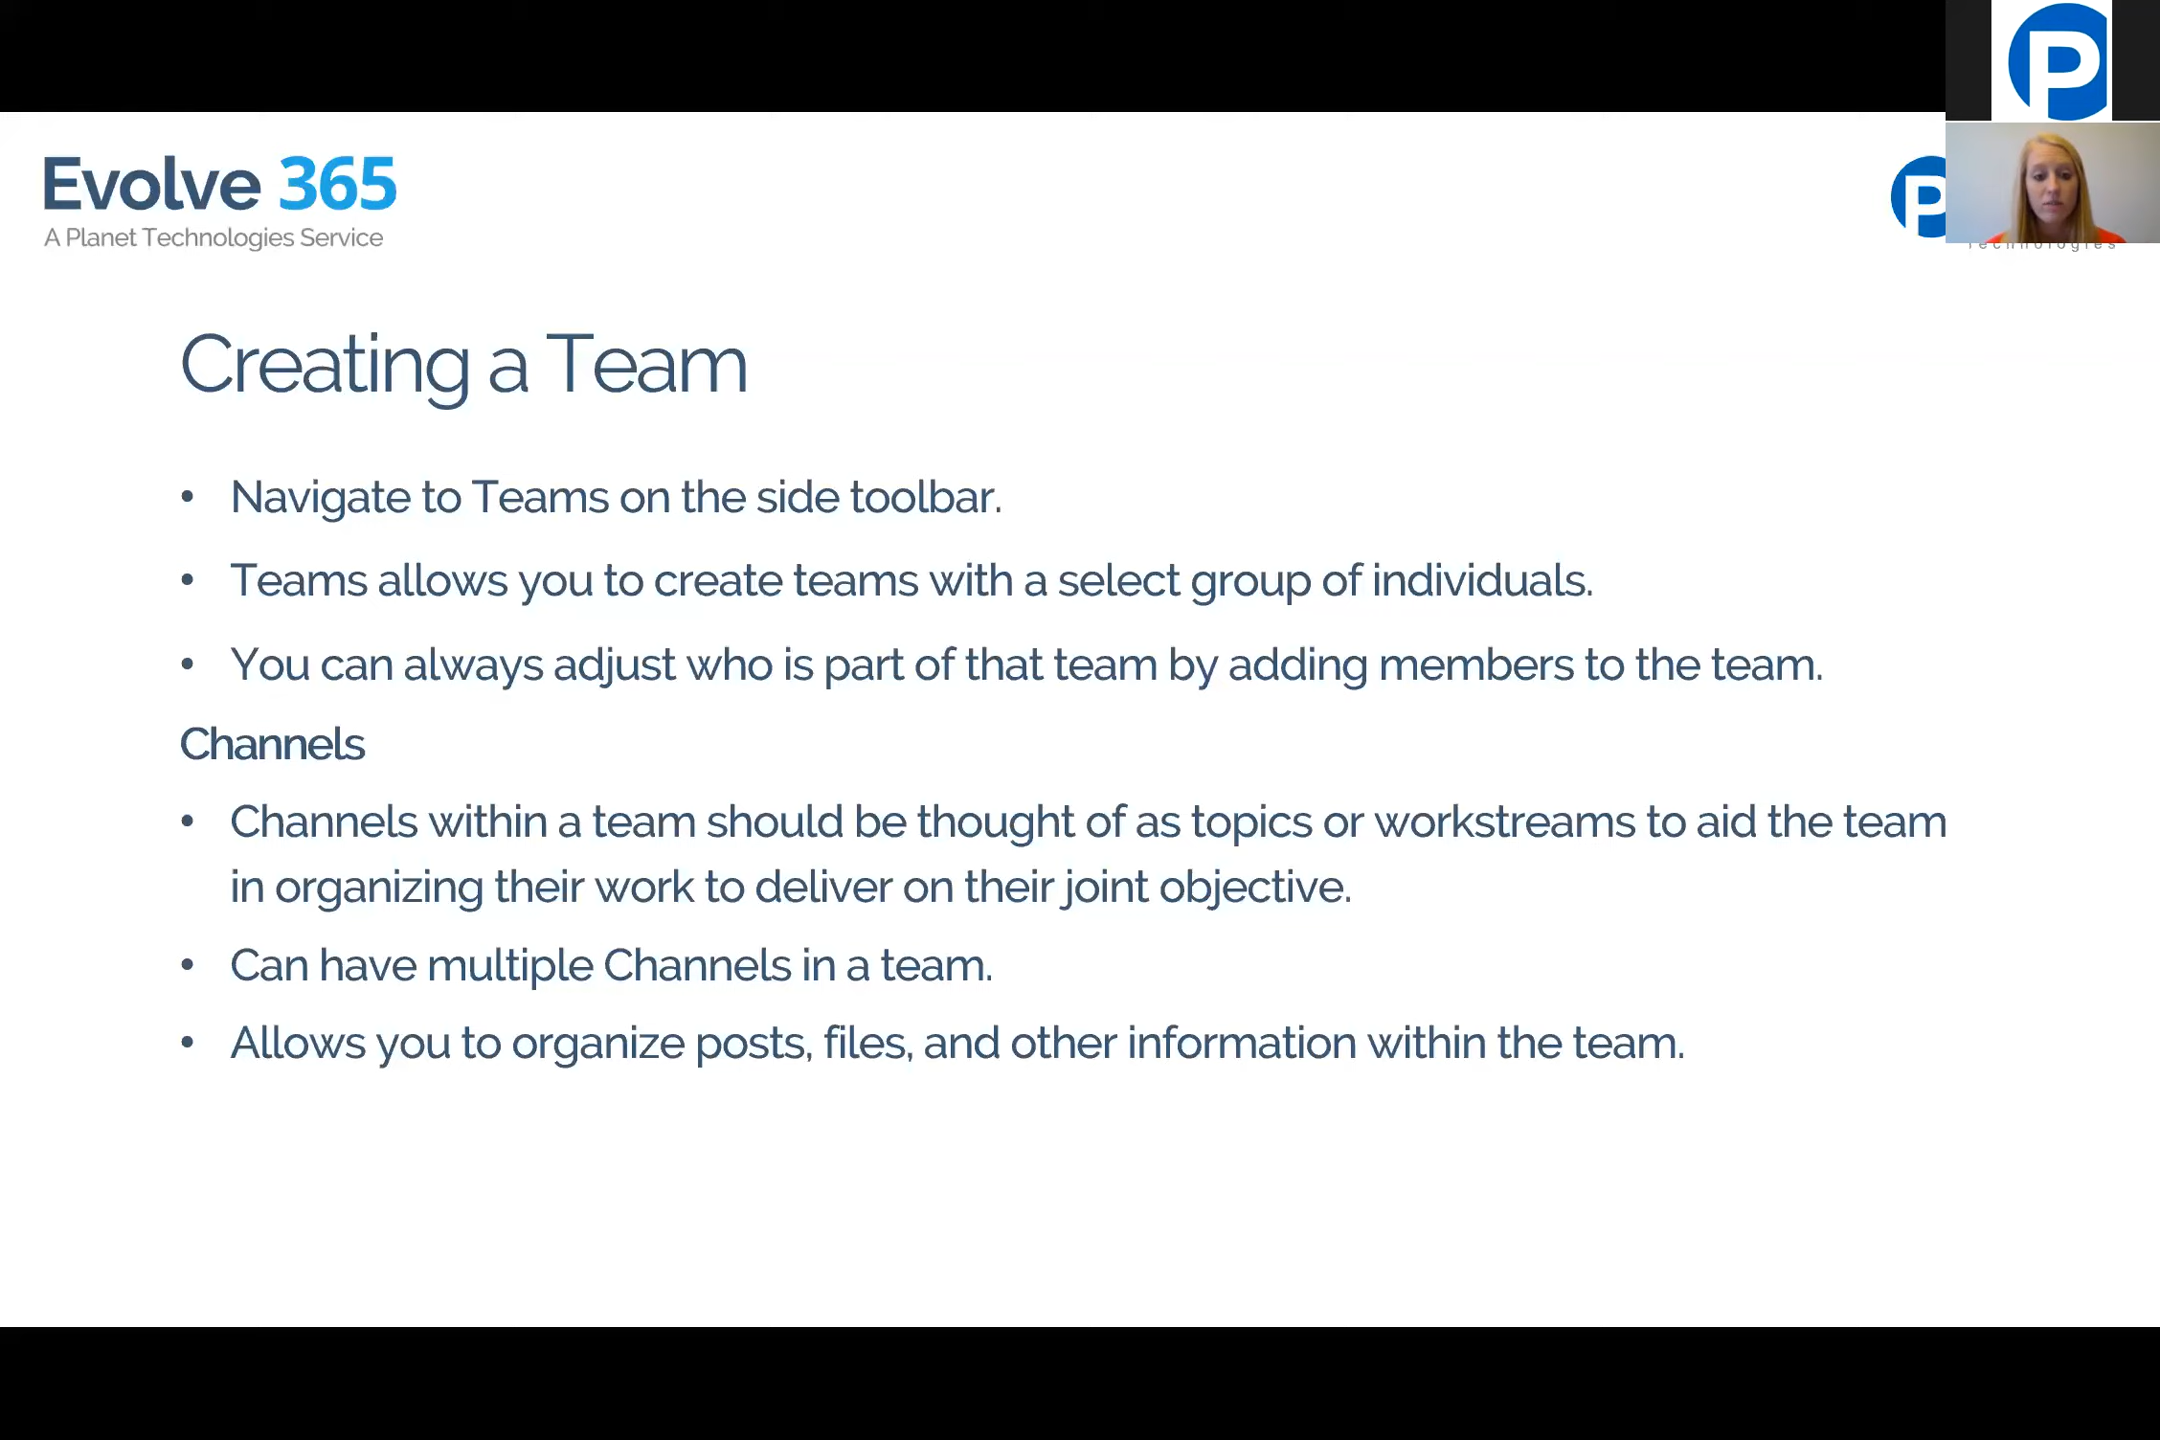 Evolve 365
A Planet Technologies Service
P
P
Technologies
Creating a Team
• Navigate to Teams on the side toolbar.
• Teams allows you to create teams with a select group of individuals.
• You can always adjust who is part of that team by adding members to the team.
Channels
• Channels within a team should be thought of as topics or workstreams to aid the team
in organizing their work to deliver on their joint objective.
• Can have multiple Channels in a team.
• Allows you to organize posts, files, and other information within the team.